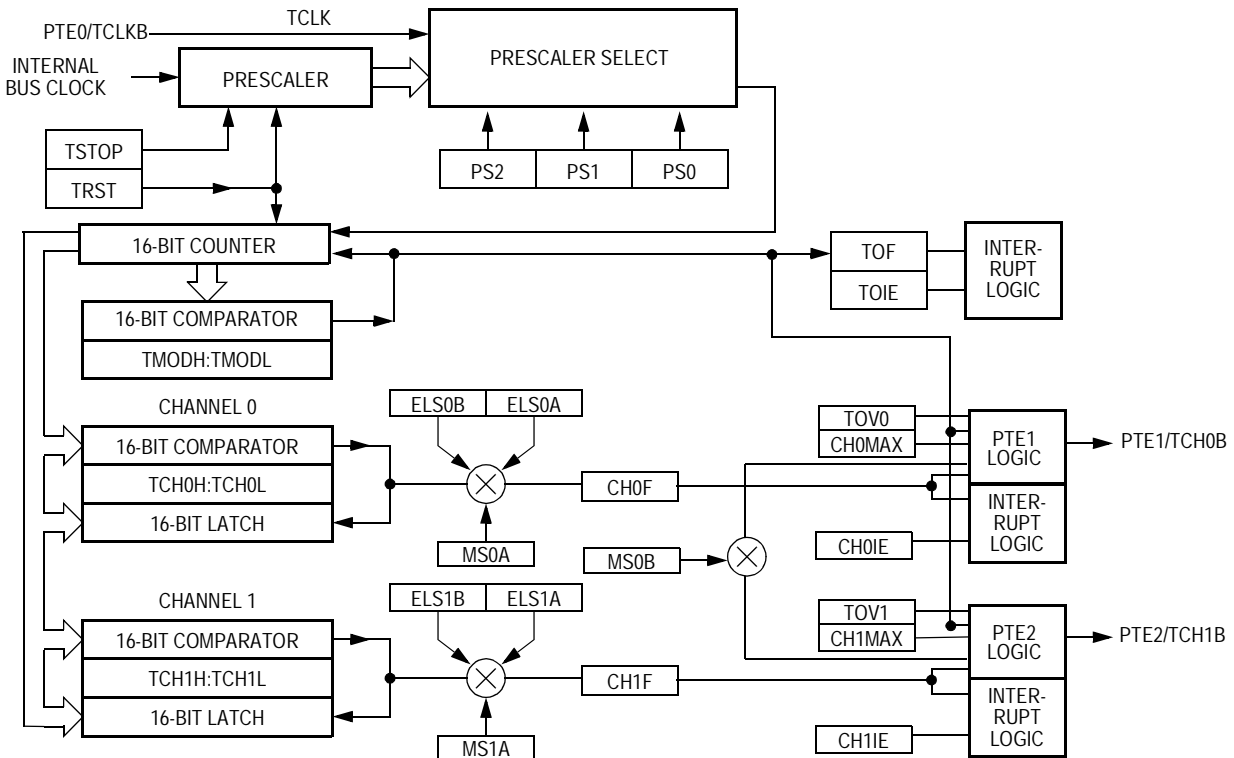 TCLK
PTE0/TCLKB
INTERNAL
BUS CLOCK
PRESCALER
PRESCALER SELECT
TSTOP
TRST
PS2
PS1
PS0
16-BIT COUNTER
16-BIT COMPARATOR
TMODH:TMODL
TOF
TOIE
INTER-
RUPT
LOGIC
CHANNEL 0
16-BIT COMPARATOR
TCH0H:TCH0L
16-BIT LATCH
ELS0B
ELS0A
MS0A
CH0F
TOV0
CH0MAX
PTE1
LOGIC
PTE1/TCH0B
INTER-
RUPT
LOGIC
CH0IE
MS0B
CHANNEL 1
16-BIT COMPARATOR
TCH1H:TCH1L
16-BIT LATCH
ELS1B
ELS1A
MS1A
CH1F
TOV1
CH1MAX
PTE2
LOGIC
PTE2/TCH1B
INTER-
RUPT
LOGIC
CH1IE